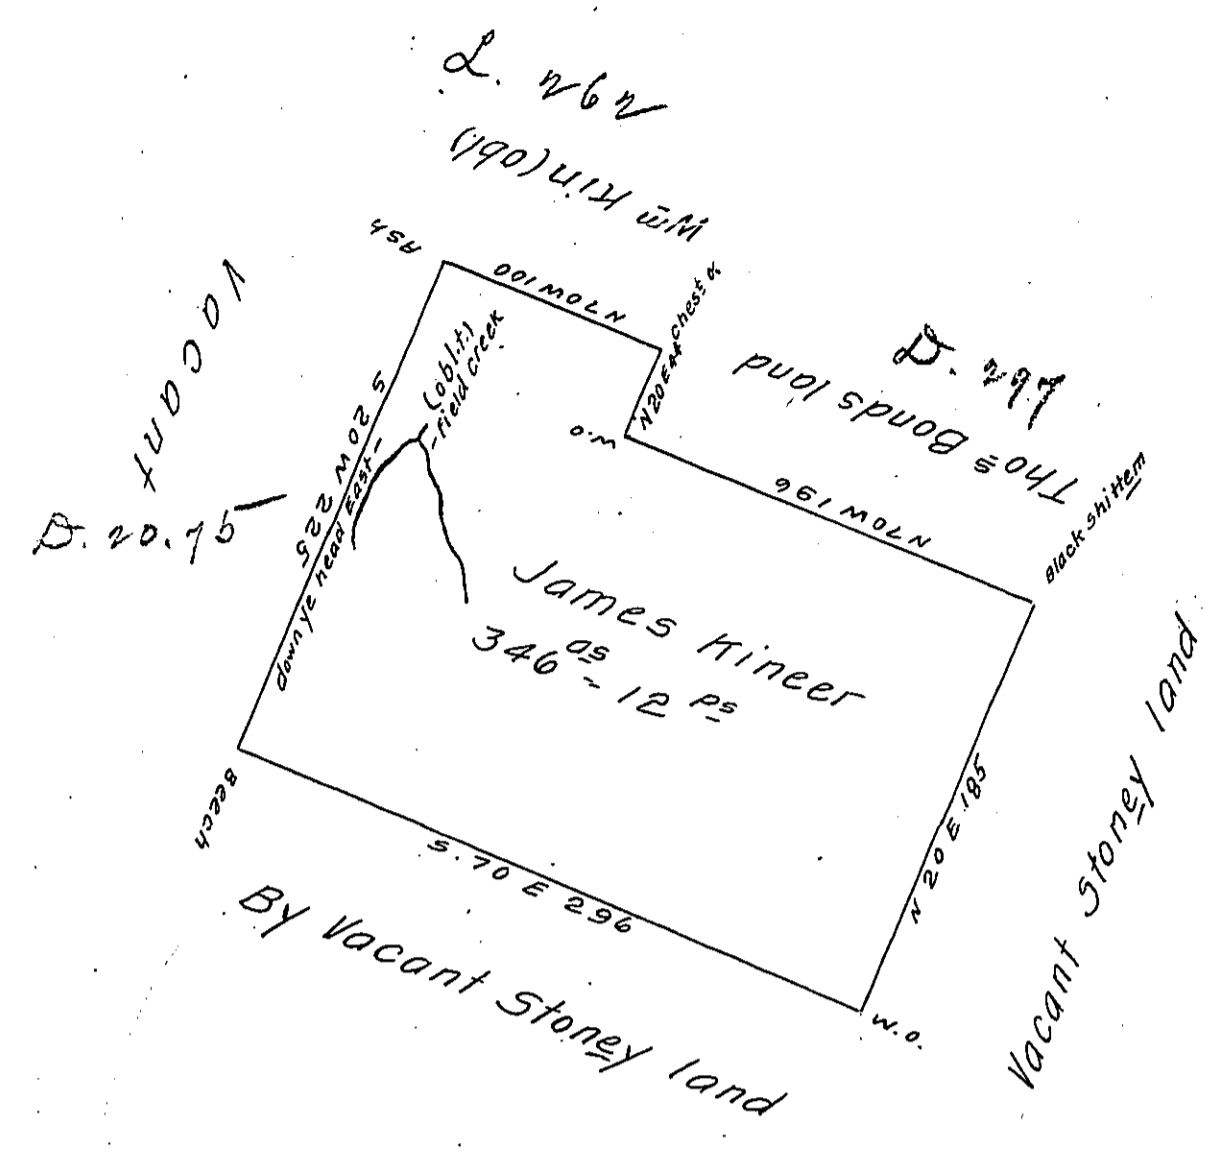 L. 262
Wm Kin(obl)
Ash
N 70 W 100
Chest o.
N 20 E 44
W.O
D. 297
Thos Bonds land
N 70 W 196
Black shittem
Vacant
D. 20.75
S 20 W 225
down ye head East-
(obl.t.)
-field creek
James Kineer
346 as - 12 ps
N 20 E 185
Vacant Stoney land
Beech
S. 70 E 296
W.O.
By Vacant Stoney land